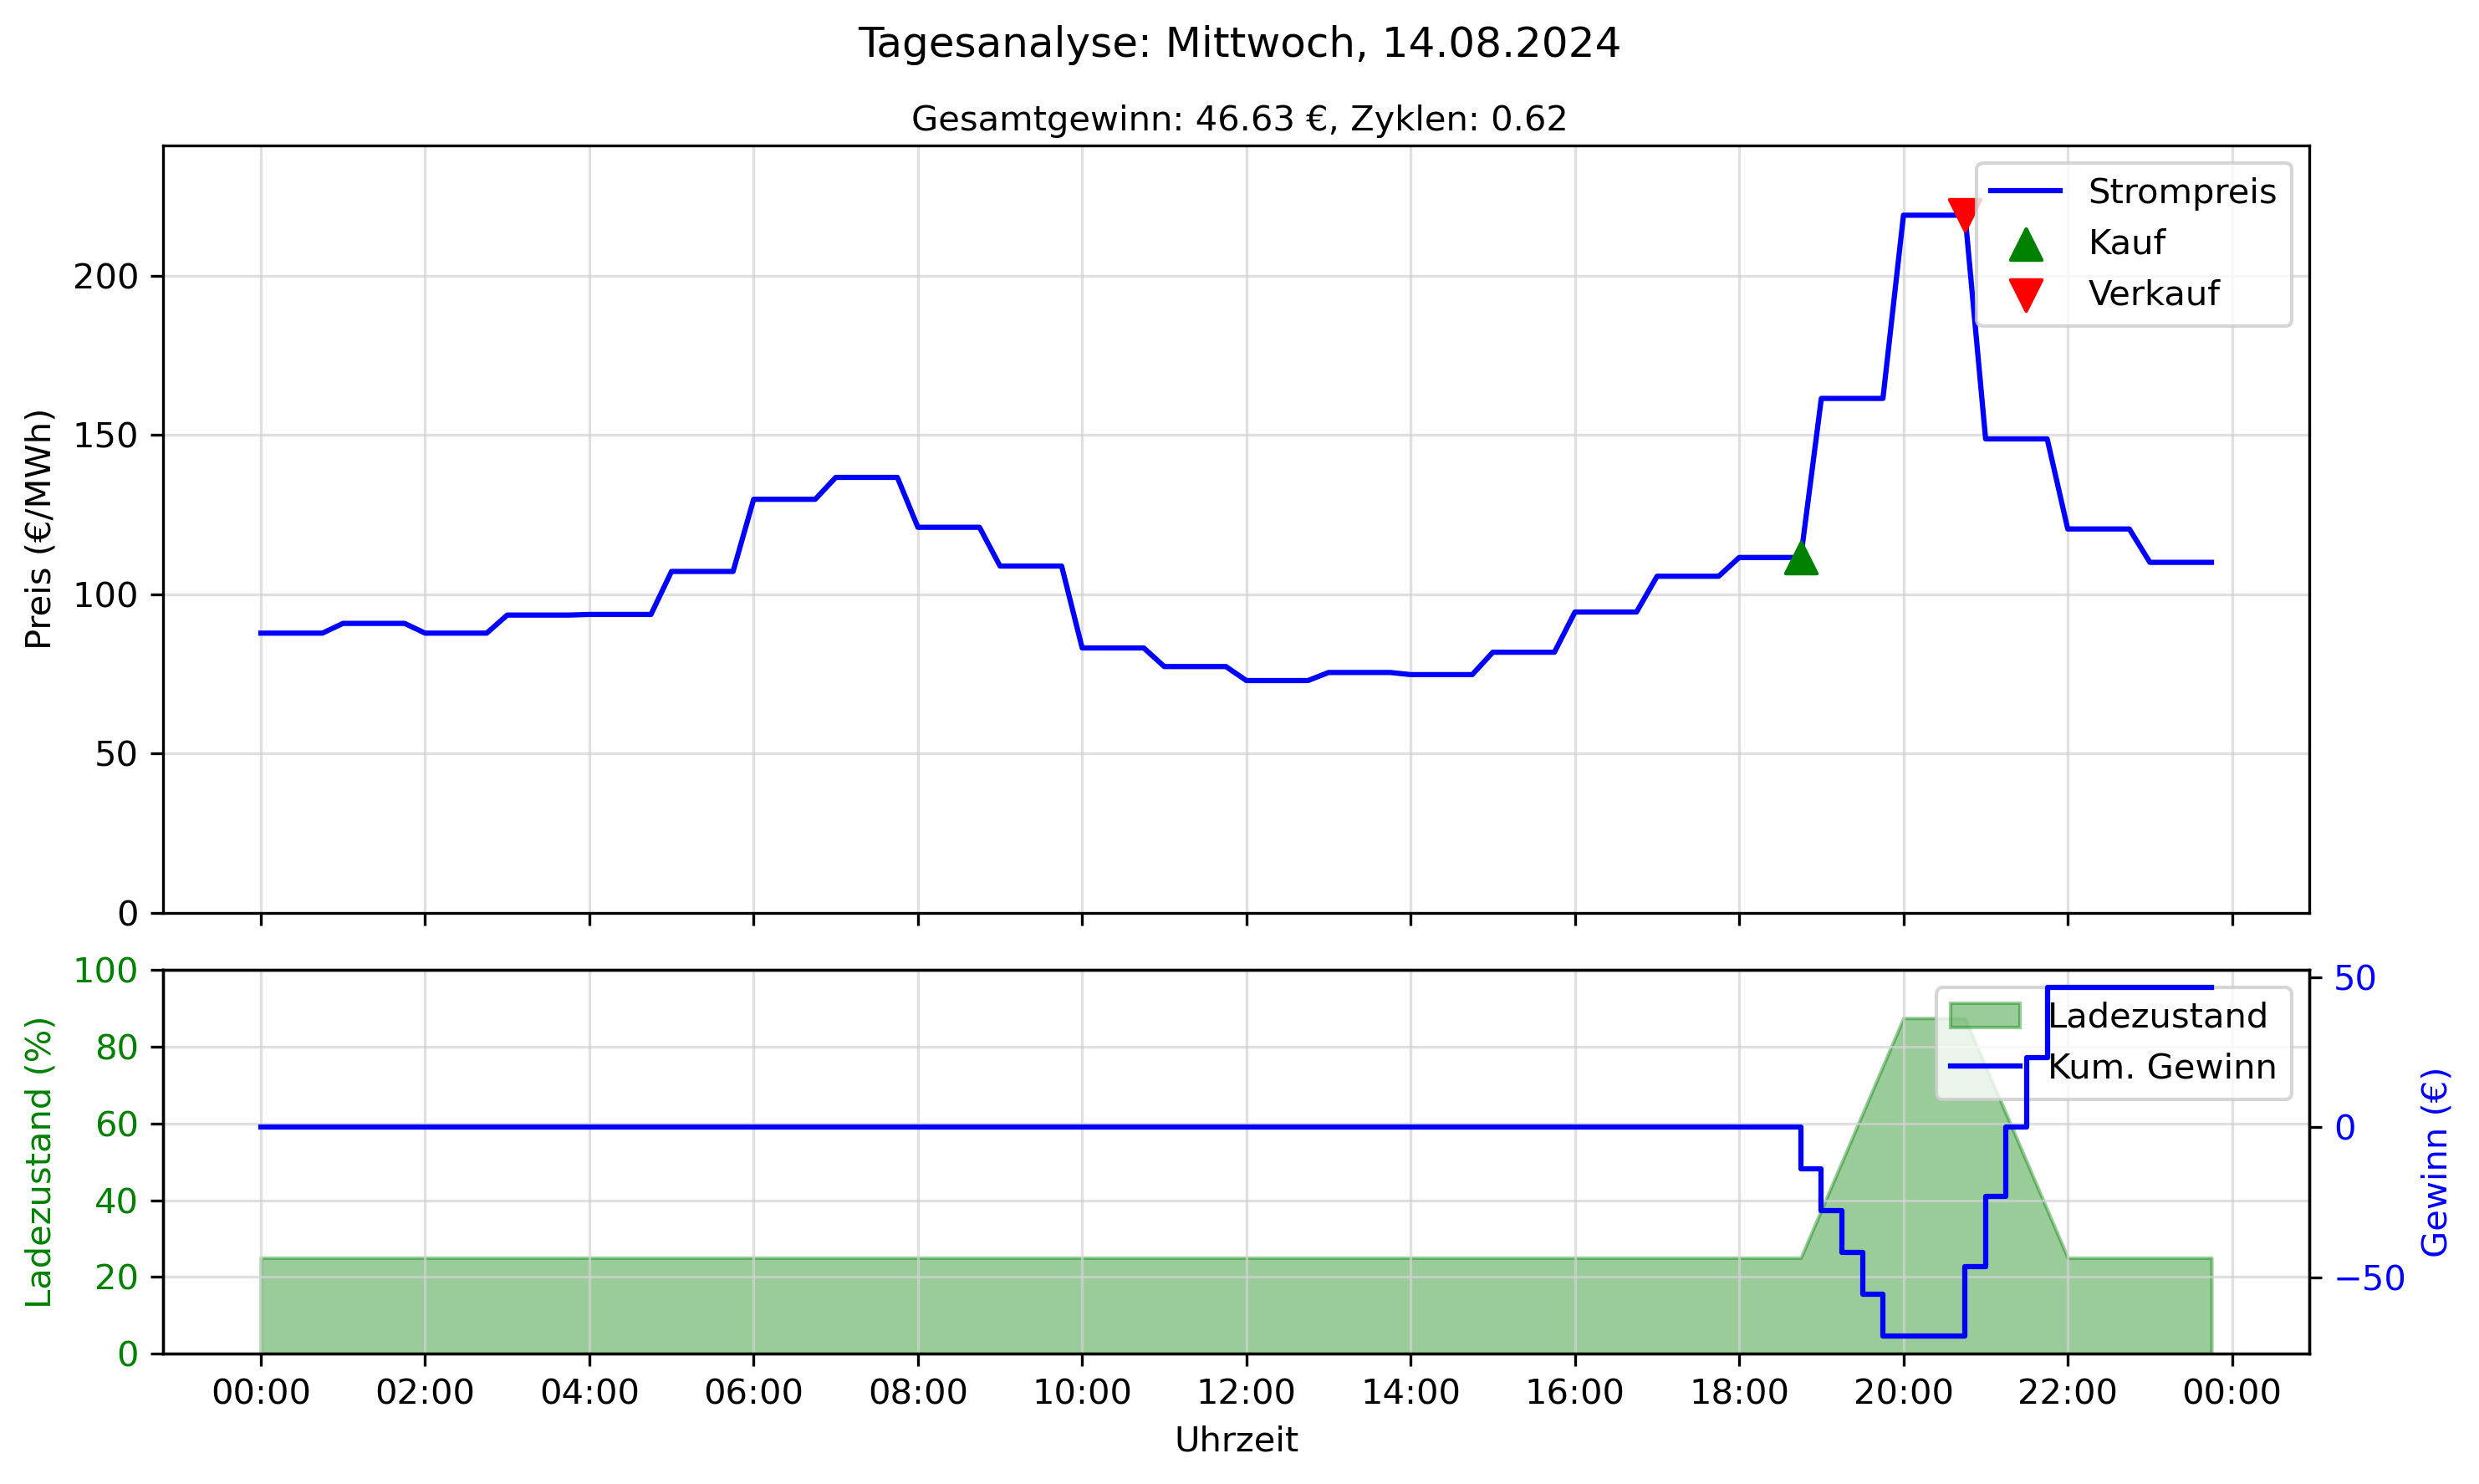 Tagesanalyse: Mittwoch, 14.08.2024
Gesamtgewinn: 46.63 €, Zyklen: 0.62
Preis (€/MWh)
200
150
100
50
0
Strompreis
Kauf
Verkauf
Ladezustand (%)
100
80
60
40
20
0
Ladezustand
Kum. Gewinn
50
0
−50
Gewinn (€)
00:00 02:00 04:00 06:00 08:00 10:00 12:00 14:00 16:00 18:00 20:00 22:00 00:00
Uhrzeit